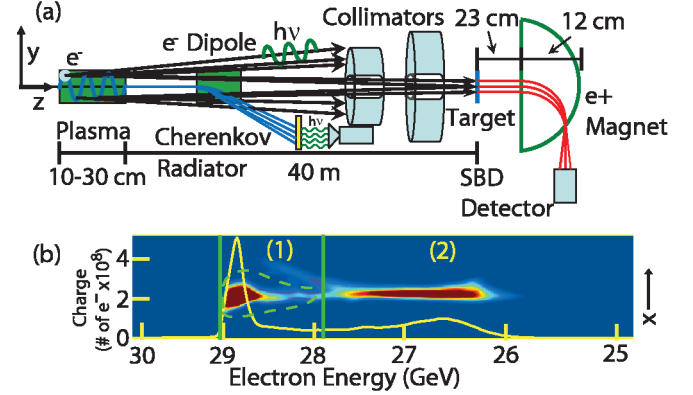 (a)
y
z
e-
e- Dipole
hν
Collimators
23 cm
12 cm
e+
Magnet
Target
Plasma
Cherenkov
Radiator
hν
10-30 cm
40 m
SBD
Detector
(b)
Charge
(# of e- x10⁸)
4
2
0
(1)
(2)
x
30
29
28
27
26
25
Electron Energy (GeV)